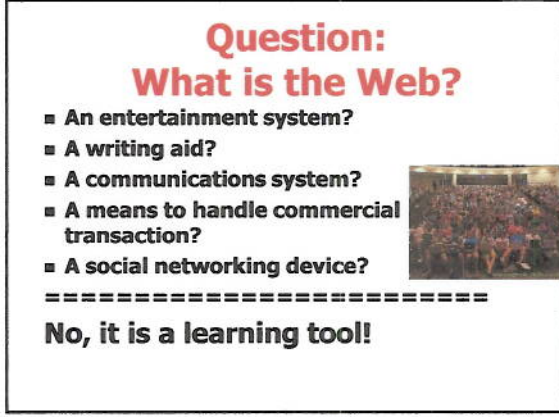 Question:
What is the Web?
▪ An entertainment system?
▪ A writing aid?
▪ A communications system?
▪ A means to handle commercial
transaction?
▪ A social networking device?
==========================
No, it is a learning tool!